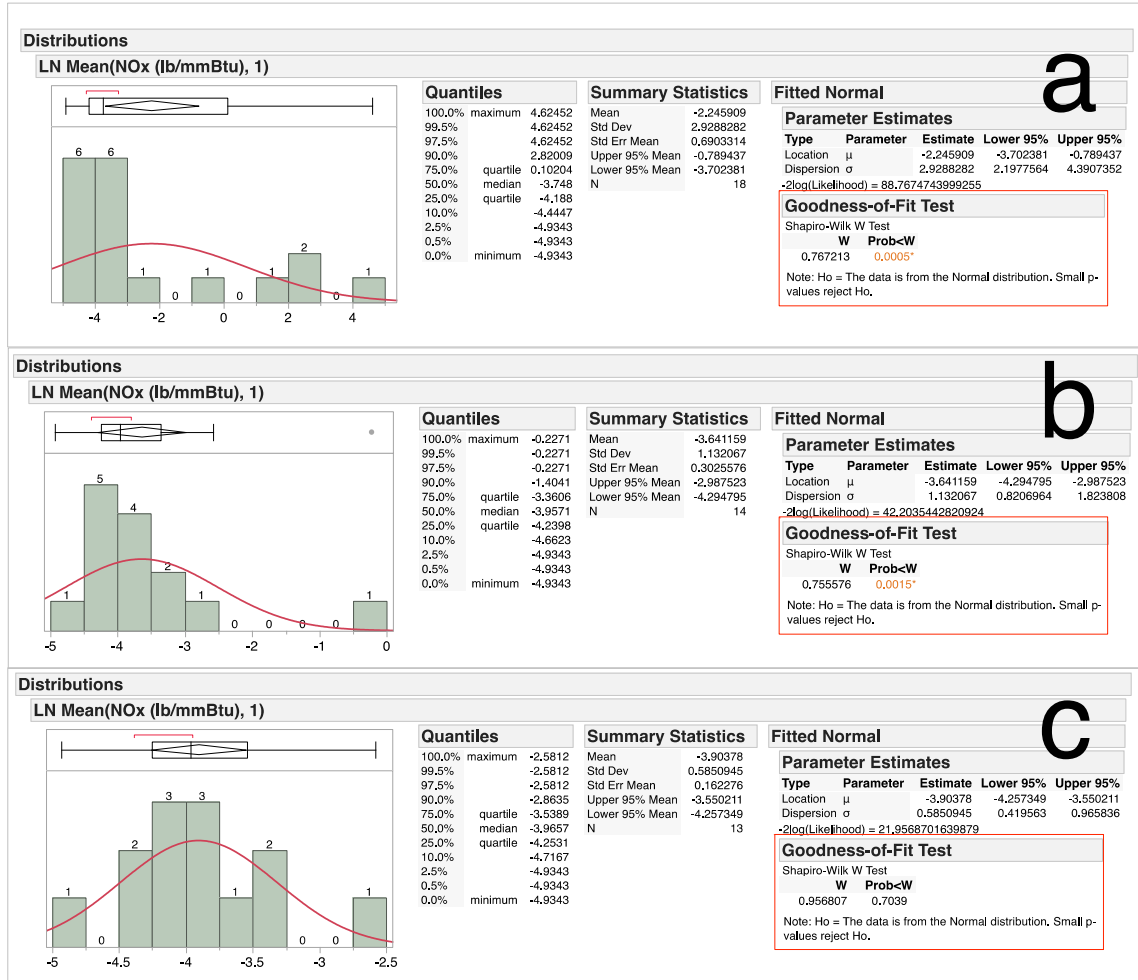 a
Distributions
LN Mean(NOx (lb/mmBtu), 1)
6 6 1 0 1 0 1 2 0 1
-4 -2 0 2 4
Quantiles
100.0% maximum 4.62452
99.5% 4.62452
97.5% 4.62452
90.0% 2.82009
75.0% quartile 0.10204
50.0% median -3.748
25.0% quartile -4.188
10.0% -4.4447
2.5% -4.9343
0.5% -4.9343
0.0% minimum -4.9343
Summary Statistics
Mean -2.245909
Std Dev 2.9288282
Std Err Mean 0.6903314
Upper 95% Mean -0.789437
Lower 95% Mean -3.702381
N 18
Fitted Normal
Parameter Estimates
Type Parameter Estimate Lower 95% Upper 95%
Location μ -2.245909 -3.702381 -0.789437
Dispersion σ 2.9288282 2.1977564 4.3907352
-2log(Likelihood) = 88.7674743999255
Goodness-of-Fit Test
Shapiro-Wilk W Test
W Prob<W
0.767213 0.0005*
Note: Ho = The data is from the Normal distribution. Small p-
values reject Ho.
b
Distributions
LN Mean(NOx (lb/mmBtu), 1)
1 5 4 2 1 0 0 0 0 1
-5 -4 -3 -2 -1 0
Quantiles
100.0% maximum -0.2271
99.5% -0.2271
97.5% -0.2271
90.0% -1.4041
75.0% quartile -3.3606
50.0% median -3.9571
25.0% quartile -4.2398
10.0% -4.6623
2.5% -4.9343
0.5% -4.9343
0.0% minimum -4.9343
Summary Statistics
Mean -3.641159
Std Dev 1.132067
Std Err Mean 0.3025576
Upper 95% Mean -2.987523
Lower 95% Mean -4.294795
N 14
Fitted Normal
Parameter Estimates
Type Parameter Estimate Lower 95% Upper 95%
Location μ -3.641159 -4.294795 -2.987523
Dispersion σ 1.132067 0.8206964 1.823808
-2log(Likelihood) = 42.2035442820924
Goodness-of-Fit Test
Shapiro-Wilk W Test
W Prob<W
0.755576 0.0015*
Note: Ho = The data is from the Normal distribution. Small p-
values reject Ho.
c
Distributions
LN Mean(NOx (lb/mmBtu), 1)
1 0 2 3 3 1 2 0 0 1
-5 -4.5 -4 -3.5 -3 -2.5
Quantiles
100.0% maximum -2.5812
99.5% -2.5812
97.5% -2.5812
90.0% -2.8635
75.0% quartile -3.5389
50.0% median -3.9657
25.0% quartile -4.2531
10.0% -4.7167
2.5% -4.9343
0.5% -4.9343
0.0% minimum -4.9343
Summary Statistics
Mean -3.90378
Std Dev 0.5850945
Std Err Mean 0.162276
Upper 95% Mean -3.550211
Lower 95% Mean -4.257349
N 13
Fitted Normal
Parameter Estimates
Type Parameter Estimate Lower 95% Upper 95%
Location μ -3.90378 -4.257349 -3.550211
Dispersion σ 0.5850945 0.419563 0.965836
-2log(Likelihood) = 21.9568701639879
Goodness-of-Fit Test
Shapiro-Wilk W Test
W Prob<W
0.956807 0.7039
Note: Ho = The data is from the Normal distribution. Small p-
values reject Ho.